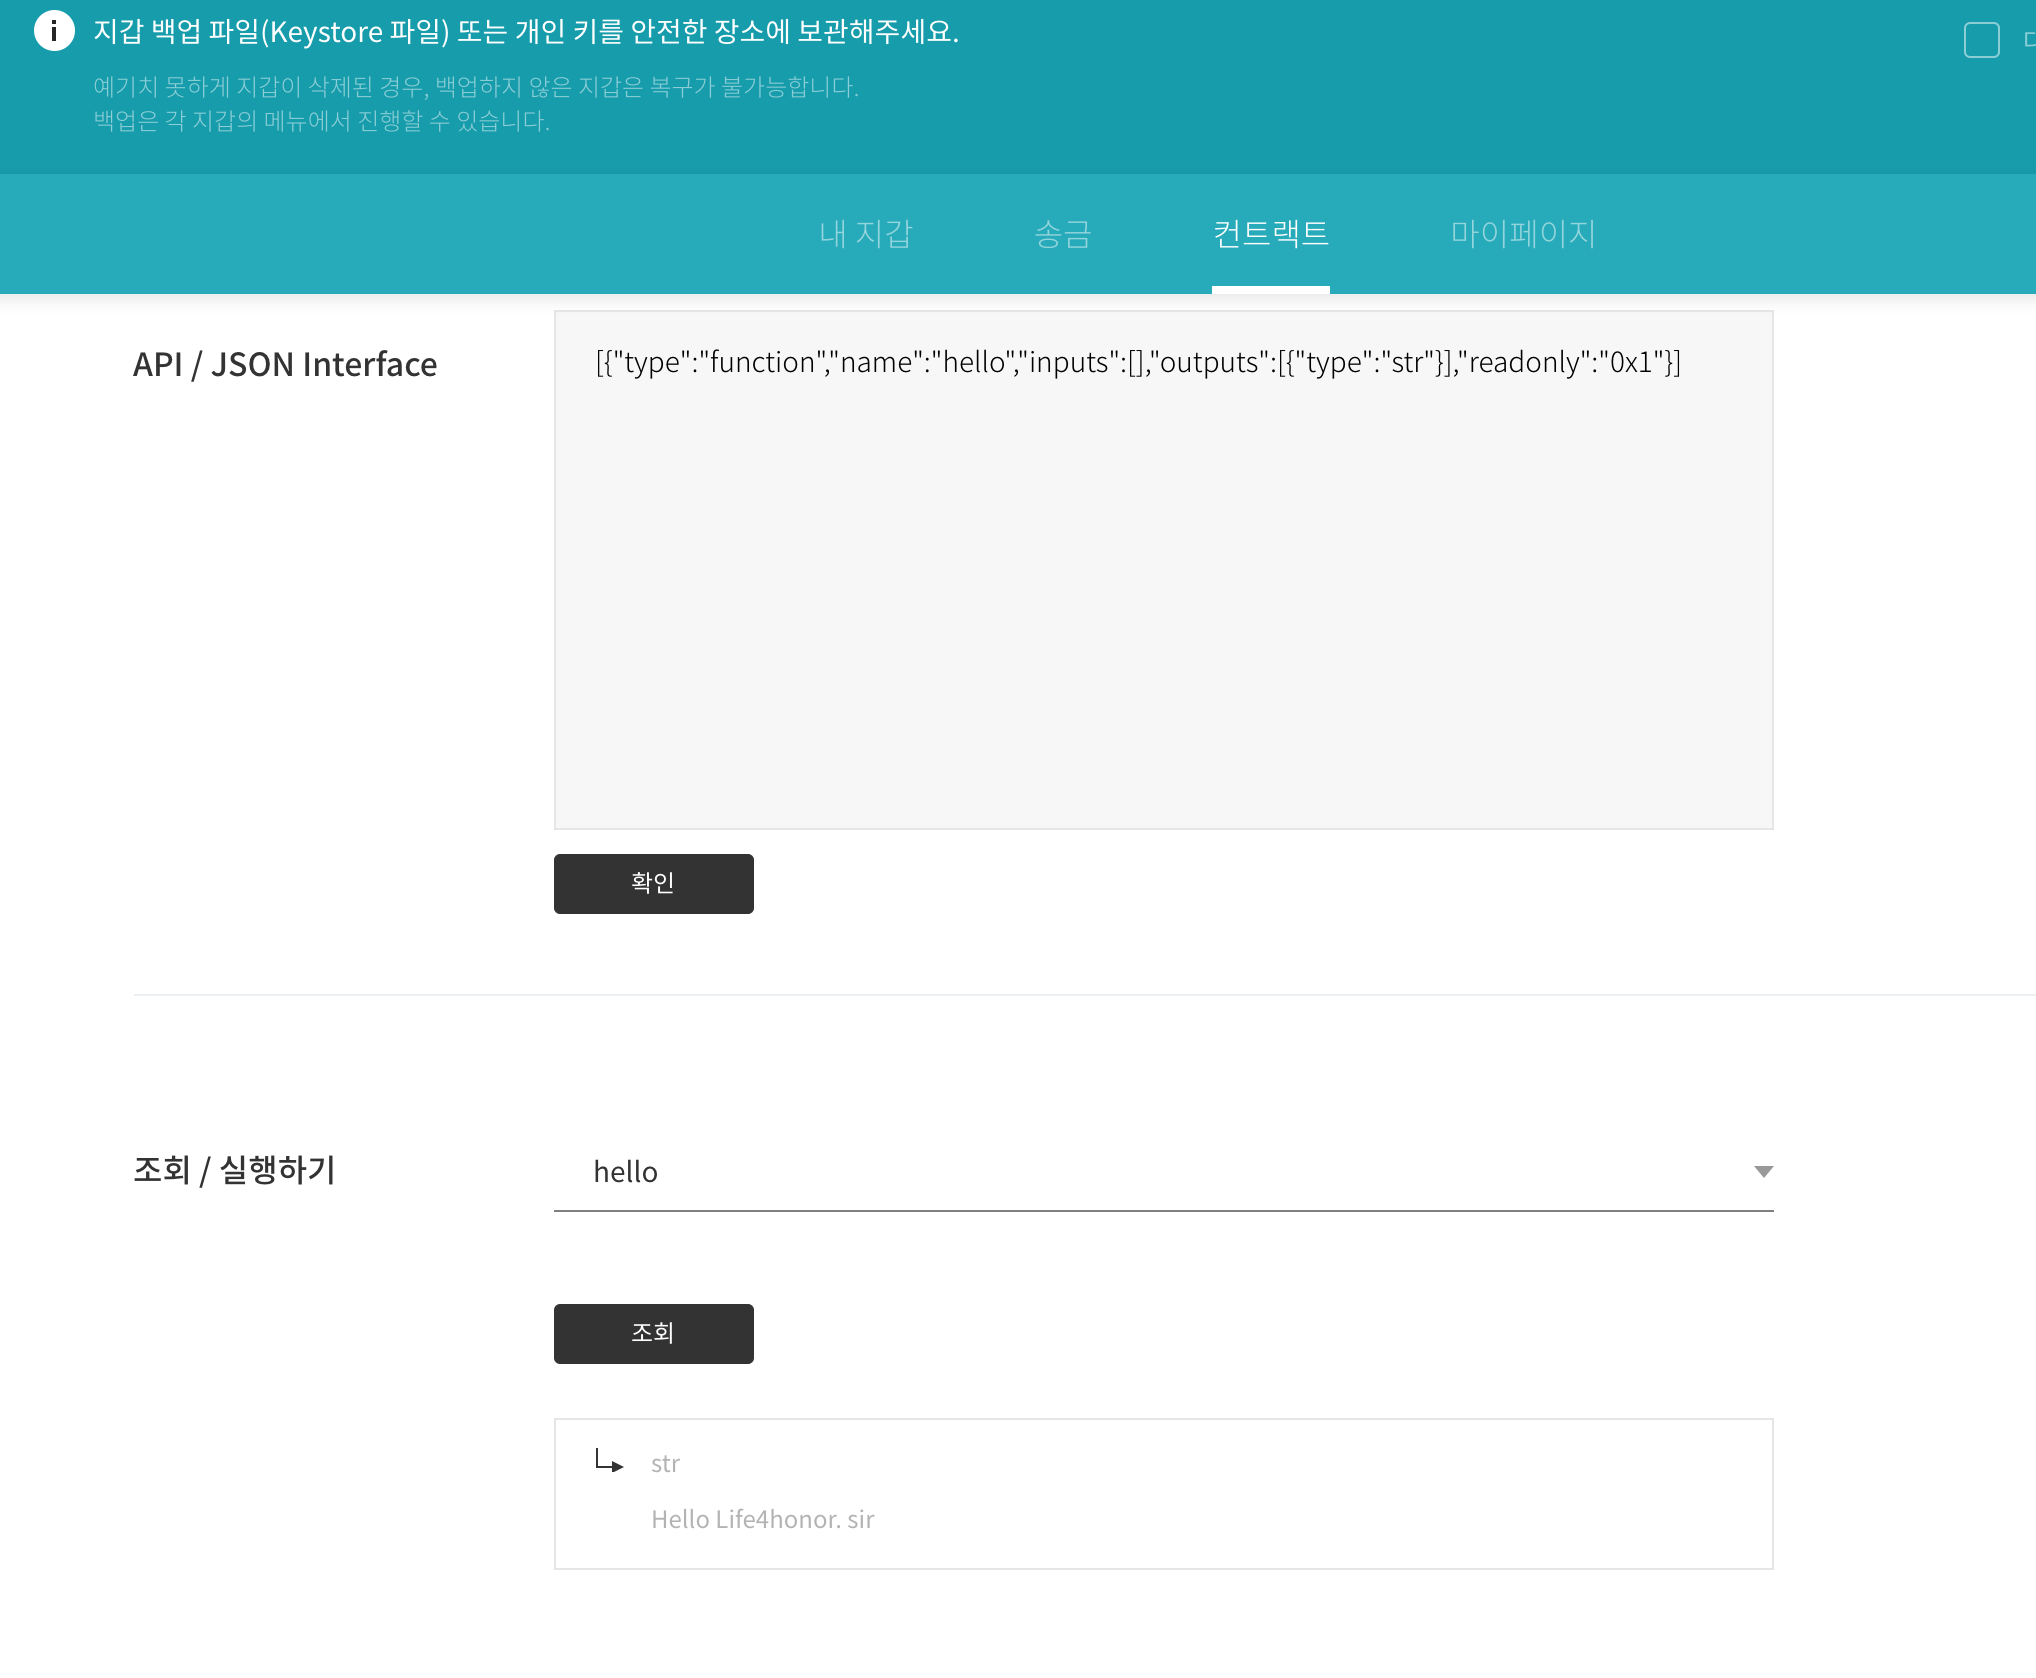 지갑 백업 파일(Keystore 파일) 또는 개인 키를 안전한 장소에 보관해주세요.
예기치 못하게 지갑이 삭제된 경우, 백업하지 않은 지갑은 복구가 불가능합니다.
백업은 각 지갑의 메뉴에서 진행할 수 있습니다.
내 지갑 송금 컨트랙트 마이페이지
API / JSON Interface
[{"type":"function","name":"hello","inputs":[],"outputs":[{"type":"str"}],"readonly":"0x1"}]
확인
조회 / 실행하기
hello
조회
str
Hello Life4honor. sir